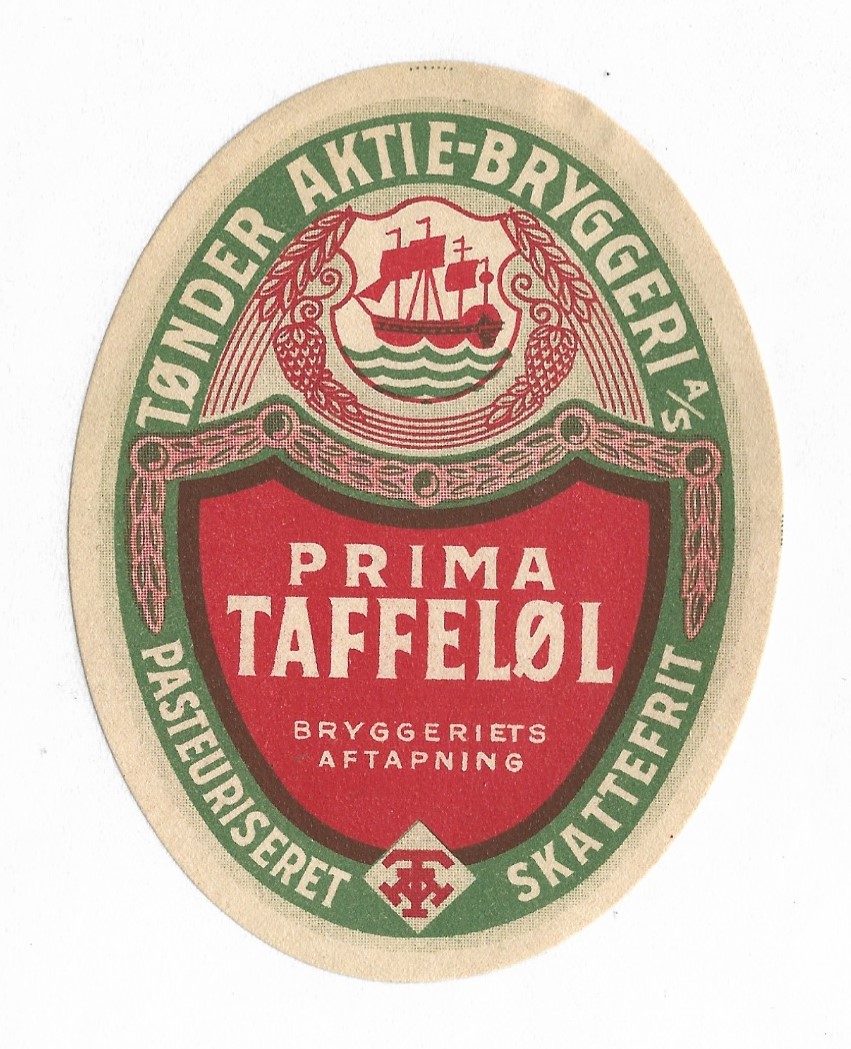 TØNDER AKTIE-BRYGGERI A/S
PRIMA
TAFFELØL
BRYGGERIETS
AFTAPNING
PASTEURISERET
SKATTEFRIT